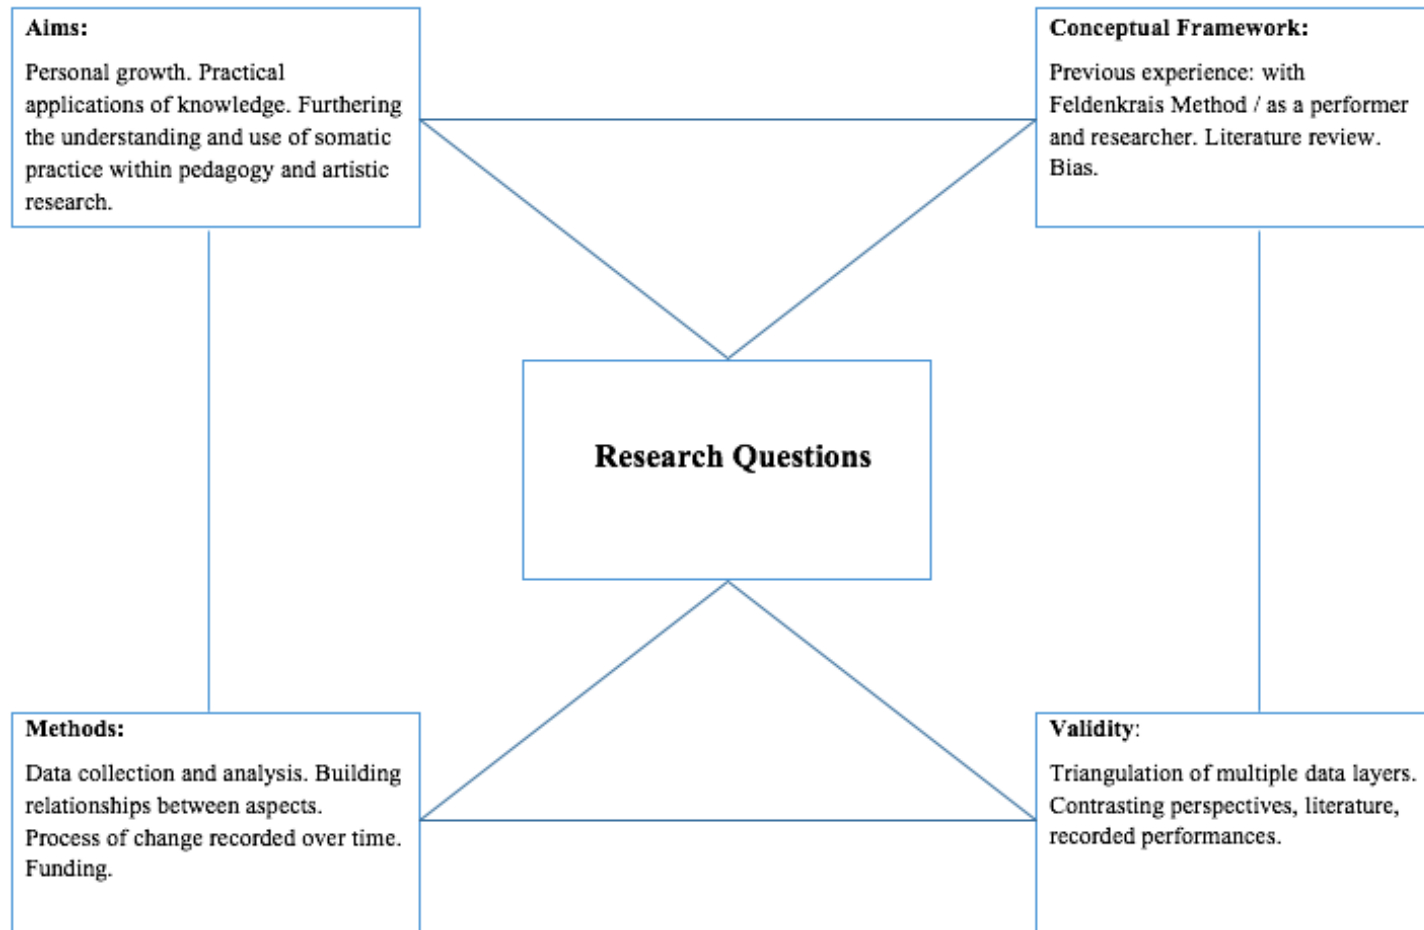 Aims:
Personal growth. Practical
applications of knowledge. Furthering
the understanding and use of somatic
practice within pedagogy and artistic
research.
Conceptual Framework:
Previous experience: with
Feldenkrais Method / as a performer
and researcher. Literature review.
Bias.
Research Questions
Methods:
Data collection and analysis. Building
relationships between aspects.
Process of change recorded over time.
Funding.
Validity:
Triangulation of multiple data layers.
Contrasting perspectives, literature,
recorded performances.